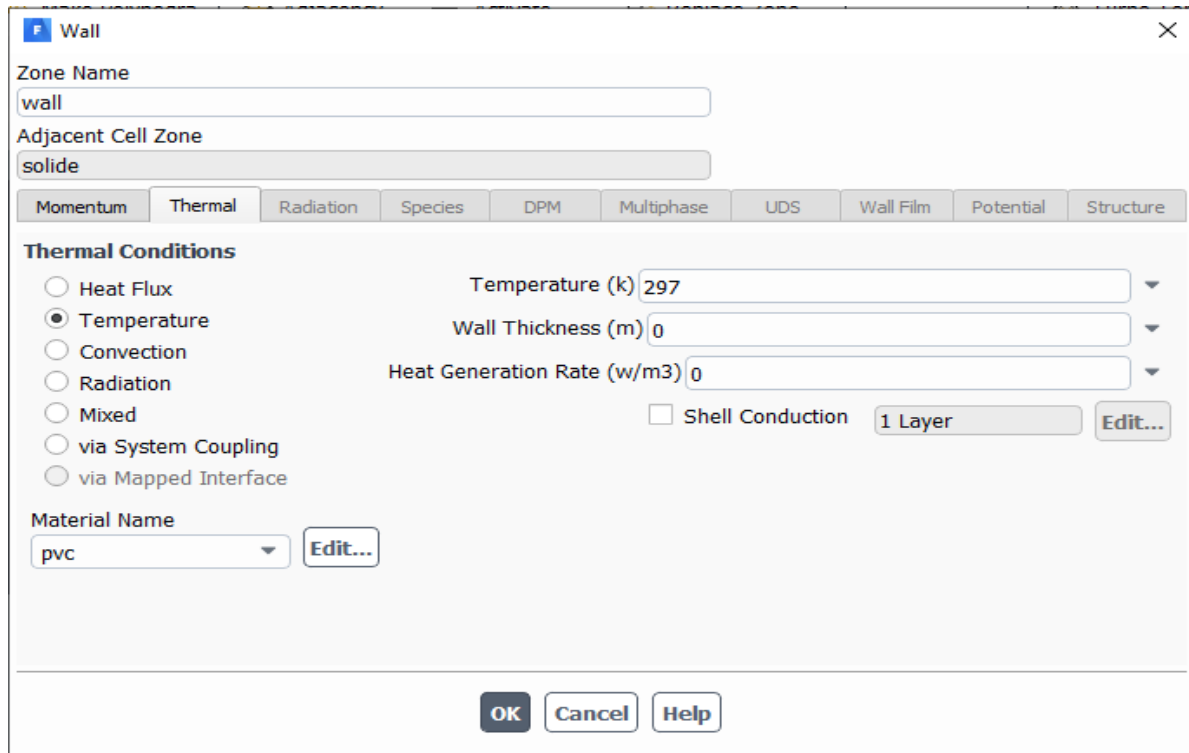 Wall
Zone Name
wall
Adjacent Cell Zone
solide
Momentum Thermal Radiation Species DPM Multiphase UDS Wall Film Potential Structure
Thermal Conditions
Heat Flux
Temperature
Convection
Radiation
Mixed
via System Coupling
via Mapped Interface
Temperature (k) 297
Wall Thickness (m) 0
Heat Generation Rate (w/m3) 0
Shell Conduction 1 Layer Edit...
Material Name
pvc Edit...
OK Cancel Help